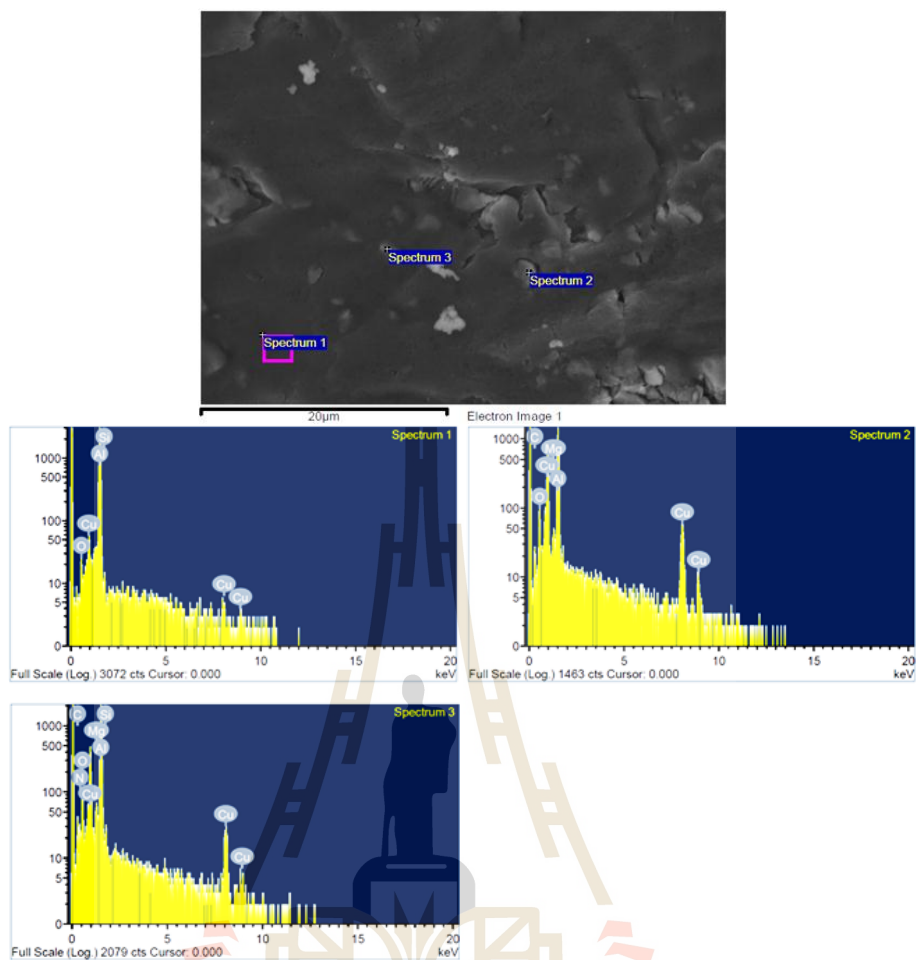 Spectrum 3
Spectrum 2
Spectrum 1
20µm
Electron Image 1
Spectrum 1
Si
Al
Cu
O
Cu
Cu
1000
500
100
50
10
5
0
0
5
10
15
20
Full Scale (Log.) 3072 cts Cursor: 0.000
keV
Spectrum 2
C
Mg
Cu
Al
O
Cu
Cu
1000
500
100
50
10
5
0
0
5
10
15
20
Full Scale (Log.) 1463 cts Cursor: 0.000
keV
Spectrum 3
C
Si
Mg
Al
O
N
Cu
Cu
Cu
1000
500
100
50
10
5
0
0
5
10
15
20
Full Scale (Log.) 2079 cts Cursor: 0.000
keV